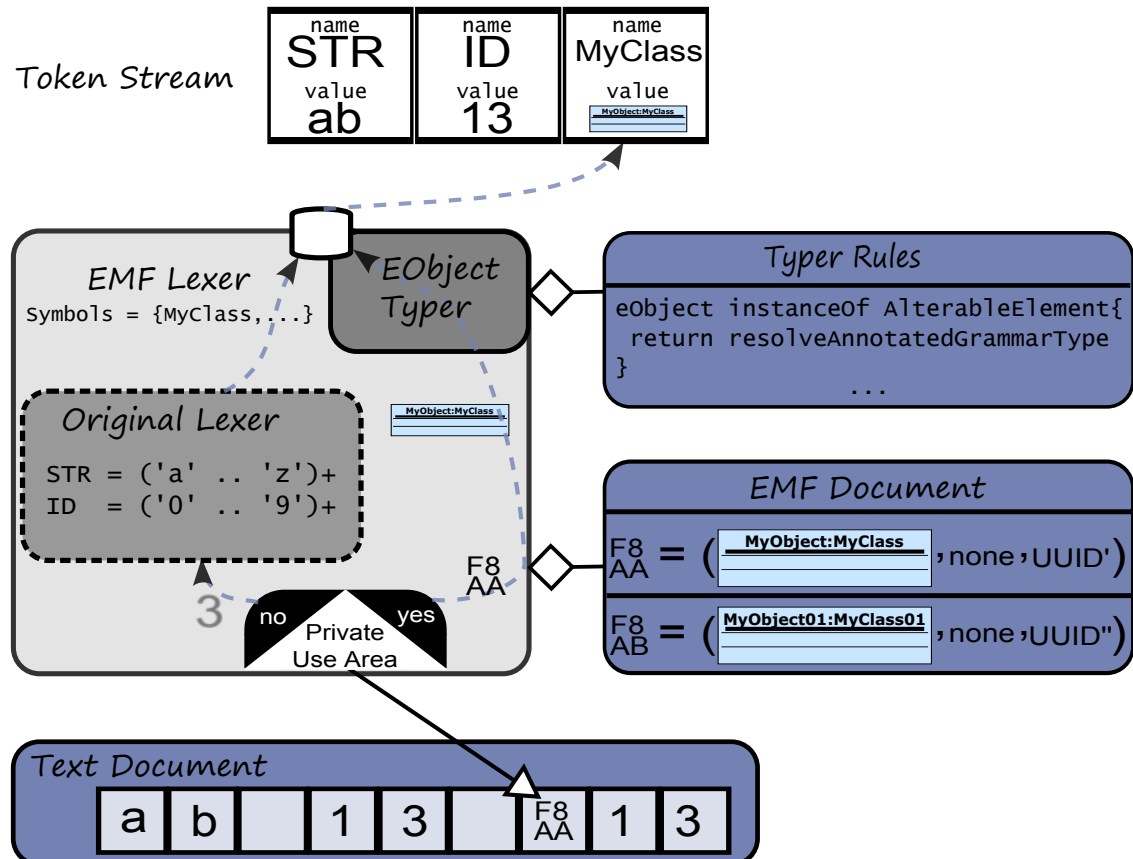 name name name
STR ID MyClass
Token Stream
value value value
ab 13 MyObject:MyClass
EMF Lexer
Symbols = {MyClass,...}
EObject
Typer
Typer Rules
eObject instanceOf AlterableElement{
return resolveAnnotatedGrammarType
}
...
MyObject:MyClass
Original Lexer
STR = ('a' .. 'z')+
ID = ('0' .. '9')+
EMF Document
F8
AA = (MyObject:MyClass, none, UUID')
F8
AB = (MyObject01:MyClass01, none, UUID")
F8
AA
3
no yes
Private
Use Area
Text Document
a b 1 3 F8 AA 1 3